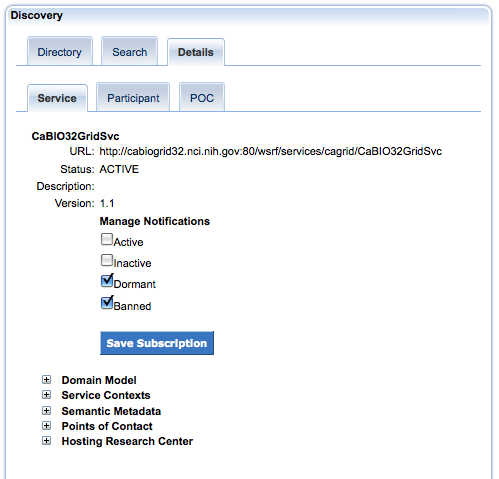 Discovery
Directory Search Details
Service Participant POC
CaBIO32GridSvc
URL: http://cabiogrid32.nci.nih.gov:80/wsrf/services/cagrid/CaBIO32GridSvc
Status: ACTIVE
Description:
Version: 1.1
Manage Notifications
Active
Inactive
Dormant
Banned
Save Subscription
Domain Model
Service Contexts
Semantic Metadata
Points of Contact
Hosting Research Center